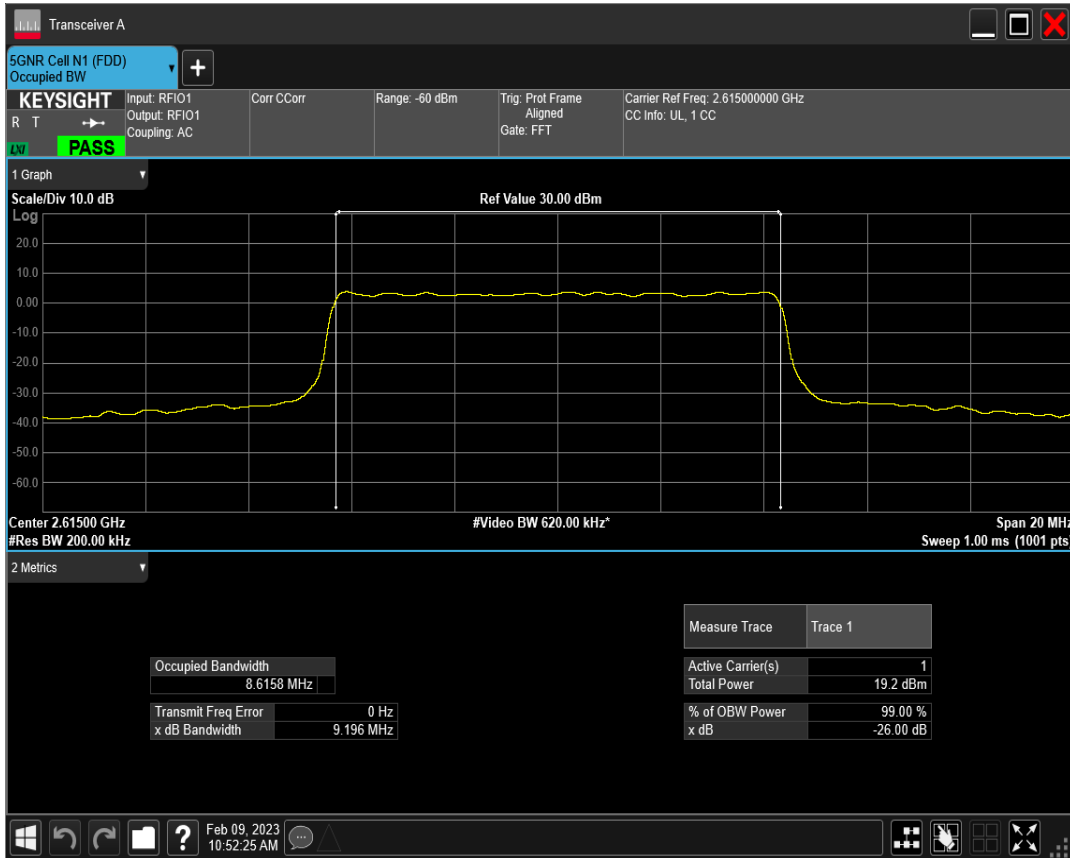 Transceiver A
5GNR Cell N1 (FDD)
Occupied BW
+
KEYSIGHT
R T
LXI
PASS
Input: RFIO1
Output: RFIO1
Coupling: AC
Corr CCorr
Range: -60 dBm
Trig: Prot Frame
Aligned
Gate: FFT
Carrier Ref Freq: 2.615000000 GHz
CC Info: UL, 1 CC
1 Graph
Scale/Div 10.0 dB
Ref Value 30.00 dBm
Log
20.0
10.0
0.00
-10.0
-20.0
-30.0
-40.0
-50.0
-60.0
Center 2.61500 GHz
#Video BW 620.00 kHz*
Span 20 MHz
#Res BW 200.00 kHz
Sweep 1.00 ms (1001 pts)
2 Metrics
Measure Trace Trace 1
Occupied Bandwidth
8.6158 MHz
Active Carrier(s) 1
Total Power 19.2 dBm
Transmit Freq Error 0 Hz
x dB Bandwidth 9.196 MHz
% of OBW Power 99.00 %
x dB -26.00 dB
?
Feb 09, 2023
10:52:25 AM